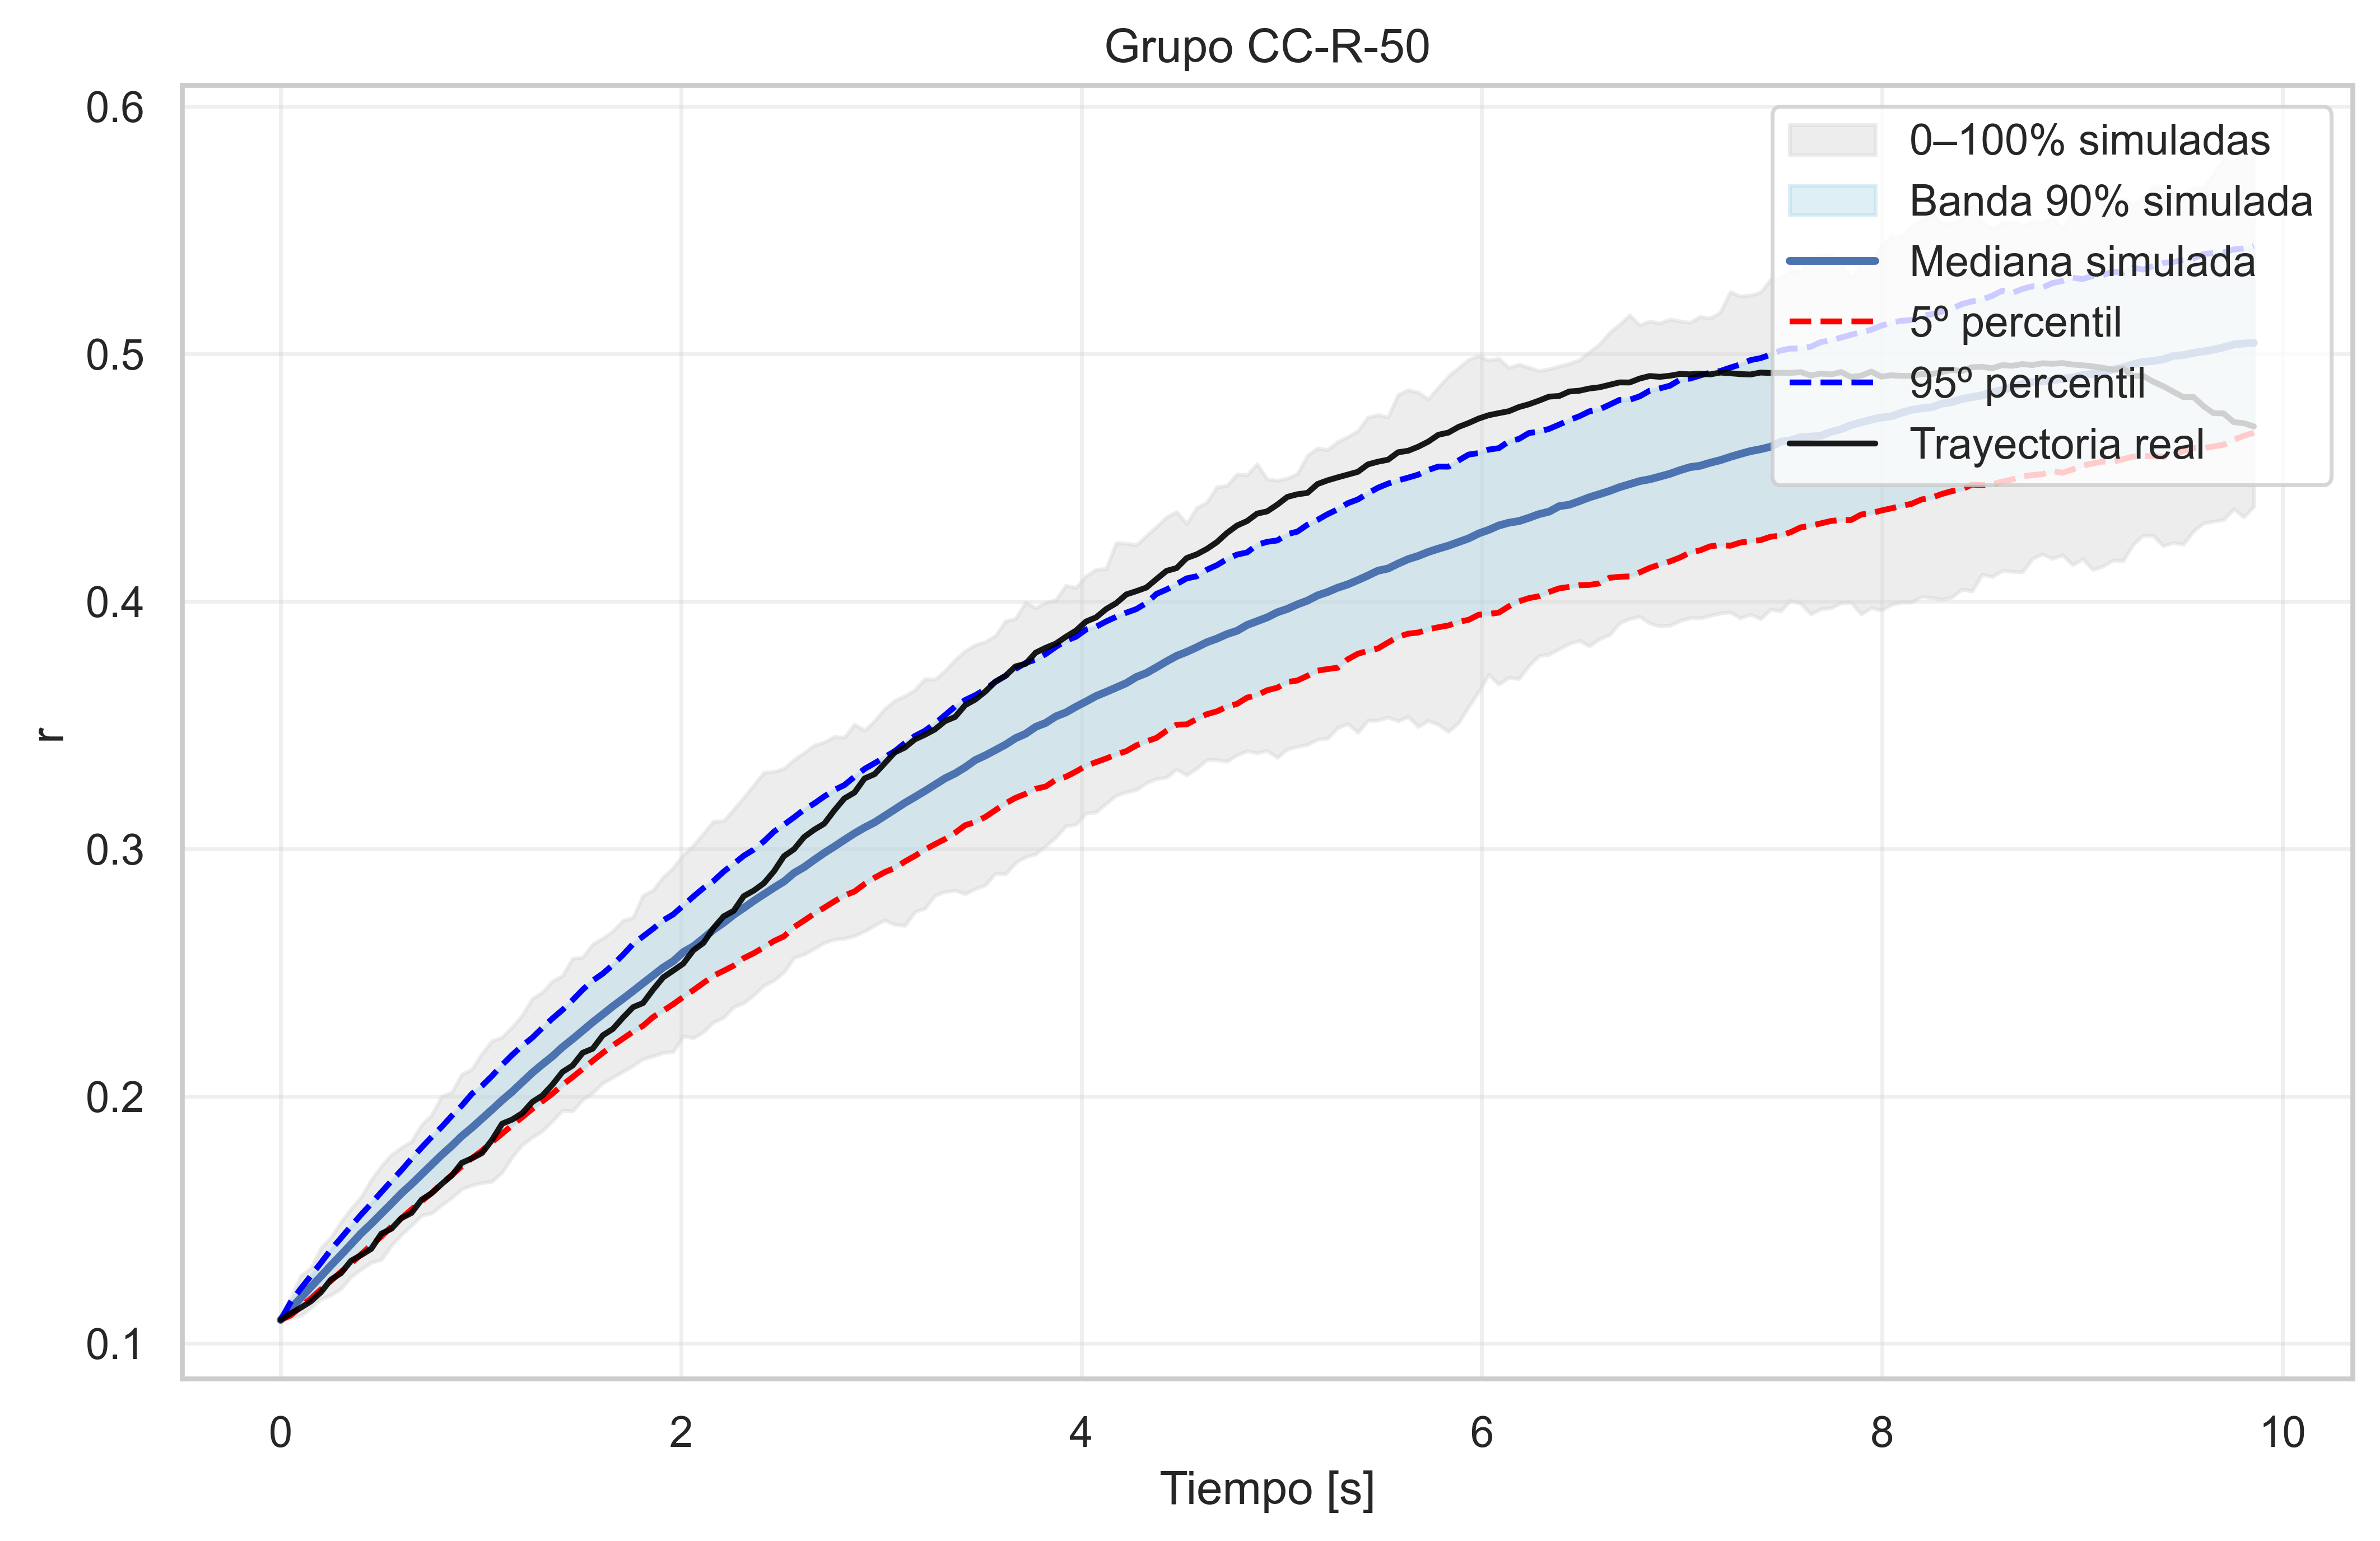 Grupo CC-R-50
0.6
0.5
0.4
0.3
0.2
0.1
r
0–100% simuladas
Banda 90% simulada
Mediana simulada
5º percentil
95º percentil
Trayectoria real
0 2 4 6 8 10
Tiempo [s]